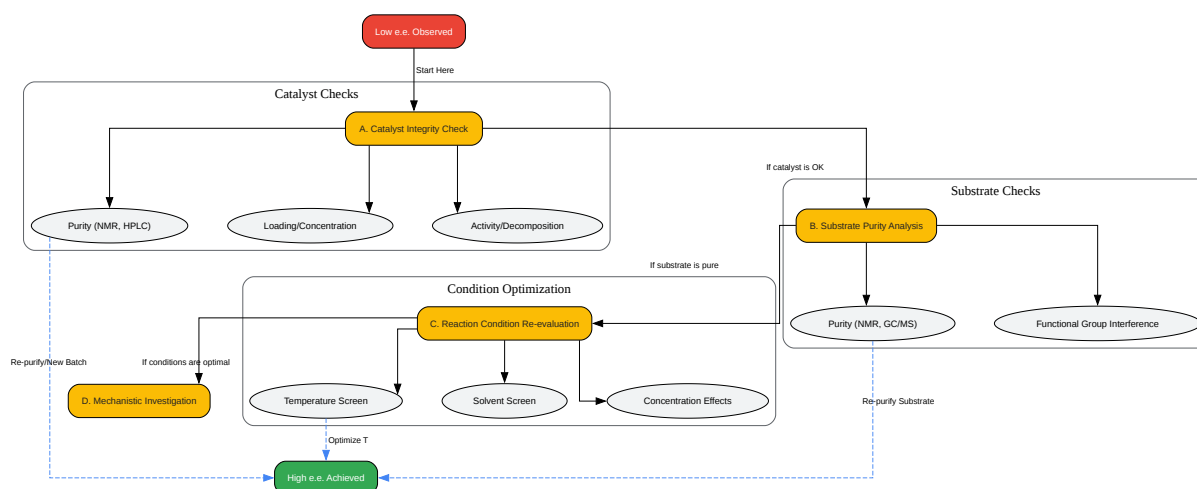 Low e.e. Observed
Start Here
Catalyst Checks
A. Catalyst Integrity Check
If catalyst is OK
Substrate Checks
Purity (NMR, HPLC)
Loading/Concentration
Activity/Decomposition
B. Substrate Purity Analysis
If substrate is pure
Condition Optimization
C. Reaction Condition Re-evaluation
Purity (NMR, GC/MS)
Functional Group Interference
Re-purify/New Batch
If conditions are optimal
D. Mechanistic Investigation
Temperature Screen
Solvent Screen
Concentration Effects
Re-purify Substrate
Optimize T
High e.e. Achieved